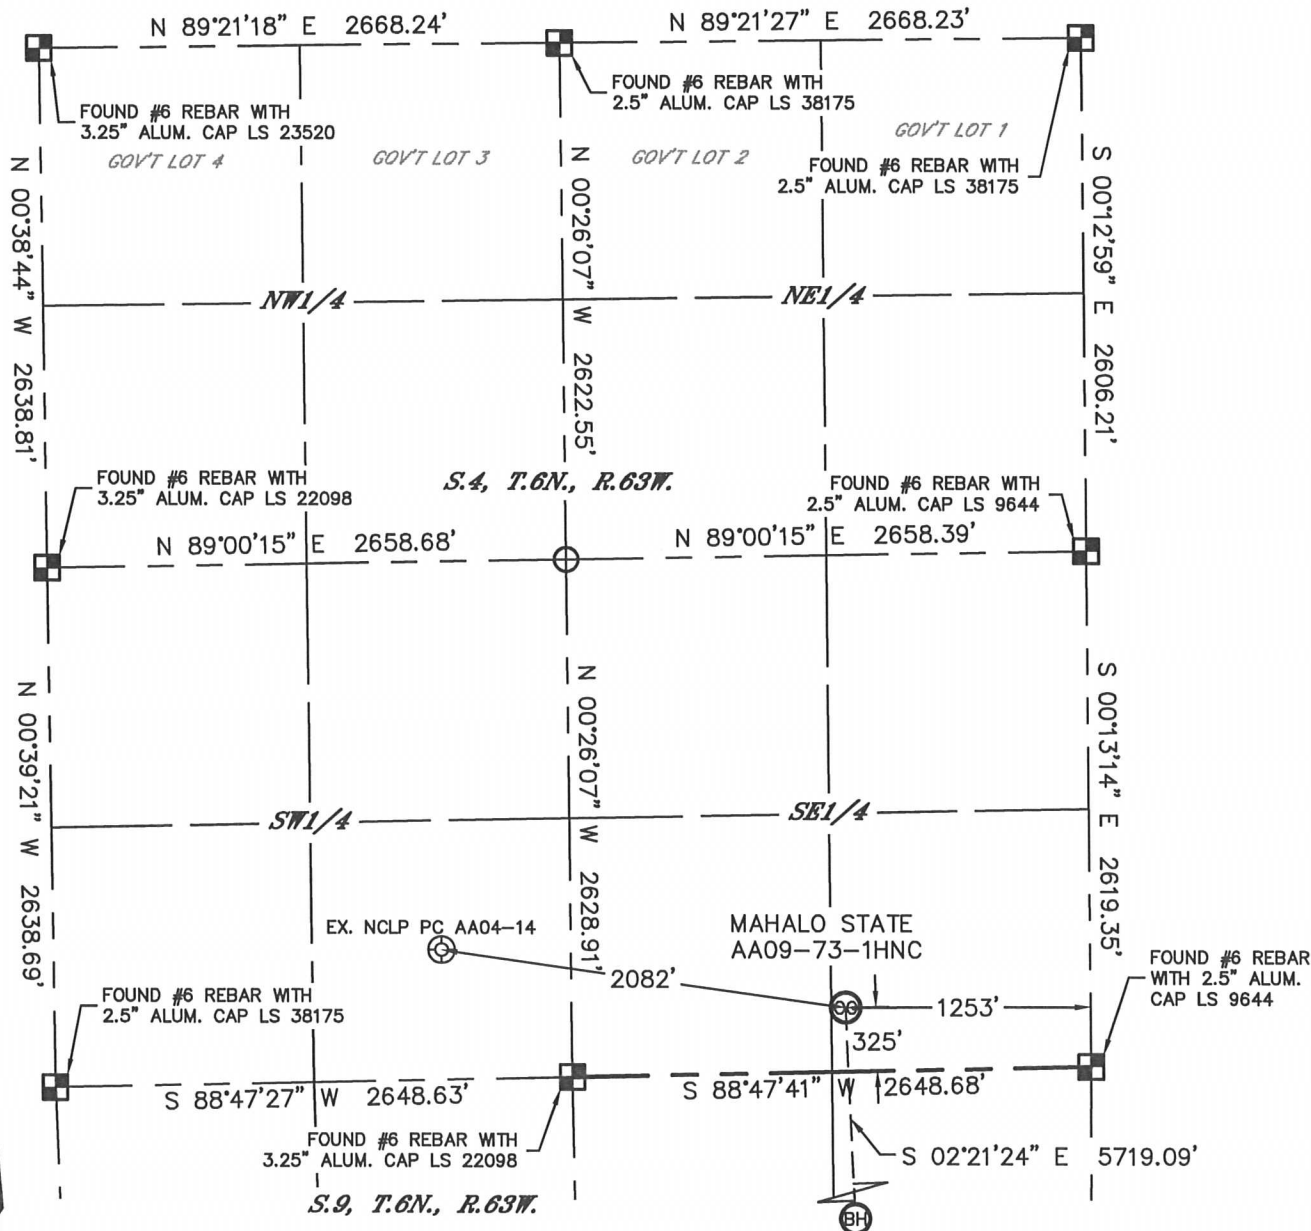 N 89°21'18" E 2668.24'
N 89°21'27" E 2668.23'
FOUND #6 REBAR WITH
3.25" ALUM. CAP LS 23520
FOUND #6 REBAR WITH
2.5" ALUM. CAP LS 38175
GOV'T LOT 1
FOUND #6 REBAR WITH
2.5" ALUM. CAP LS 38175
GOV'T LOT 4
GOV'T LOT 3
GOV'T LOT 2
N 00°38'44" W 2638.81'
N 00°26'07" W 2622.55'
S 00°12'59" E 2606.21'
NW1/4
NE1/4
FOUND #6 REBAR WITH
3.25" ALUM. CAP LS 22098
S.4, T.6N., R.63W.
FOUND #6 REBAR WITH
2.5" ALUM. CAP LS 9644
N 89°00'15" E 2658.68'
N 89°00'15" E 2658.39'
N 00°39'21" W 2638.69'
N 00°26'07" W 2628.91'
S 00°13'14" E 2619.35'
SW1/4
SE1/4
EX. NCLP PC AA04-14
MAHALO STATE
AA09-73-1HNC
2082'
1253'
325'
FOUND #6 REBAR
WITH 2.5" ALUM.
CAP LS 9644
FOUND #6 REBAR WITH
2.5" ALUM. CAP LS 38175
S 88°47'27" W 2648.63'
S 88°47'41" W 2648.68'
FOUND #6 REBAR WITH
3.25" ALUM. CAP LS 22098
S 02°21'24" E 5719.09'
S.9, T.6N., R.63W.
BH